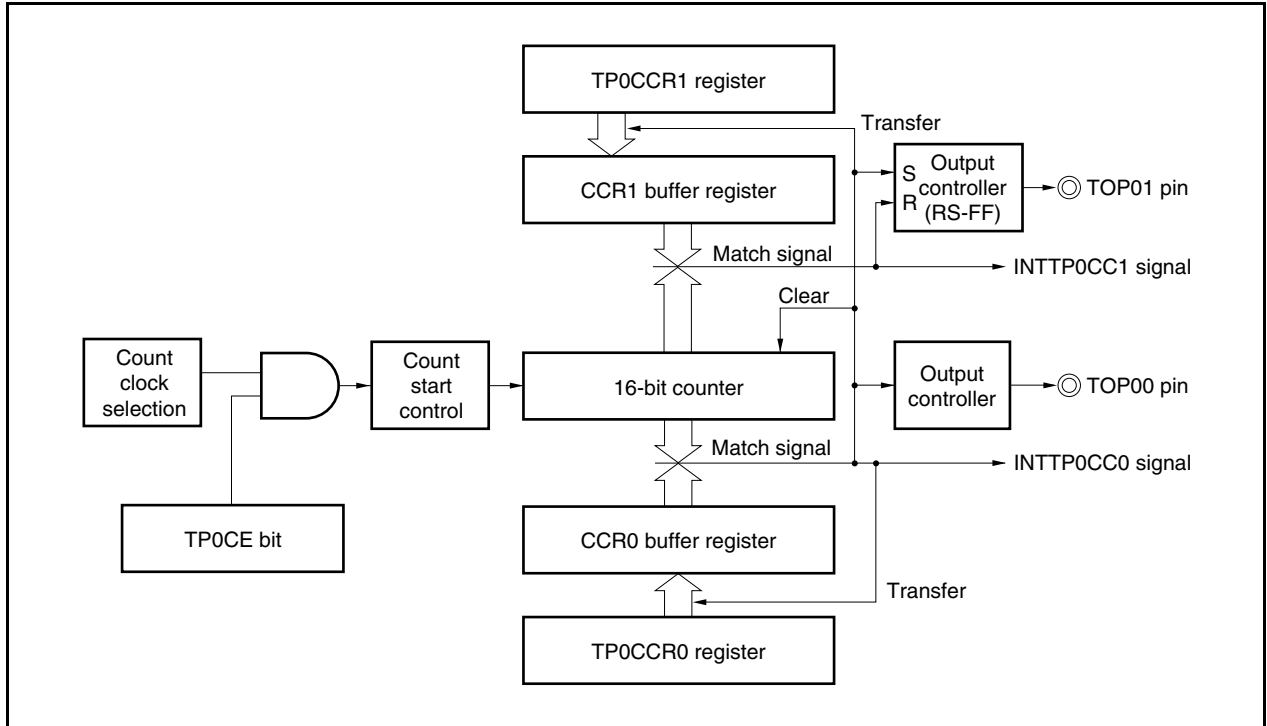 TP0CCR1 register
Transfer
CCR1 buffer register
S
R
Output
controller
(RS-FF)
TOP01 pin
Match signal
INTTP0CC1 signal
Clear
Count
clock
selection
Count
start
control
16-bit counter
Output
controller
TOP00 pin
Match signal
INTTP0CC0 signal
TP0CE bit
CCR0 buffer register
Transfer
TP0CCR0 register